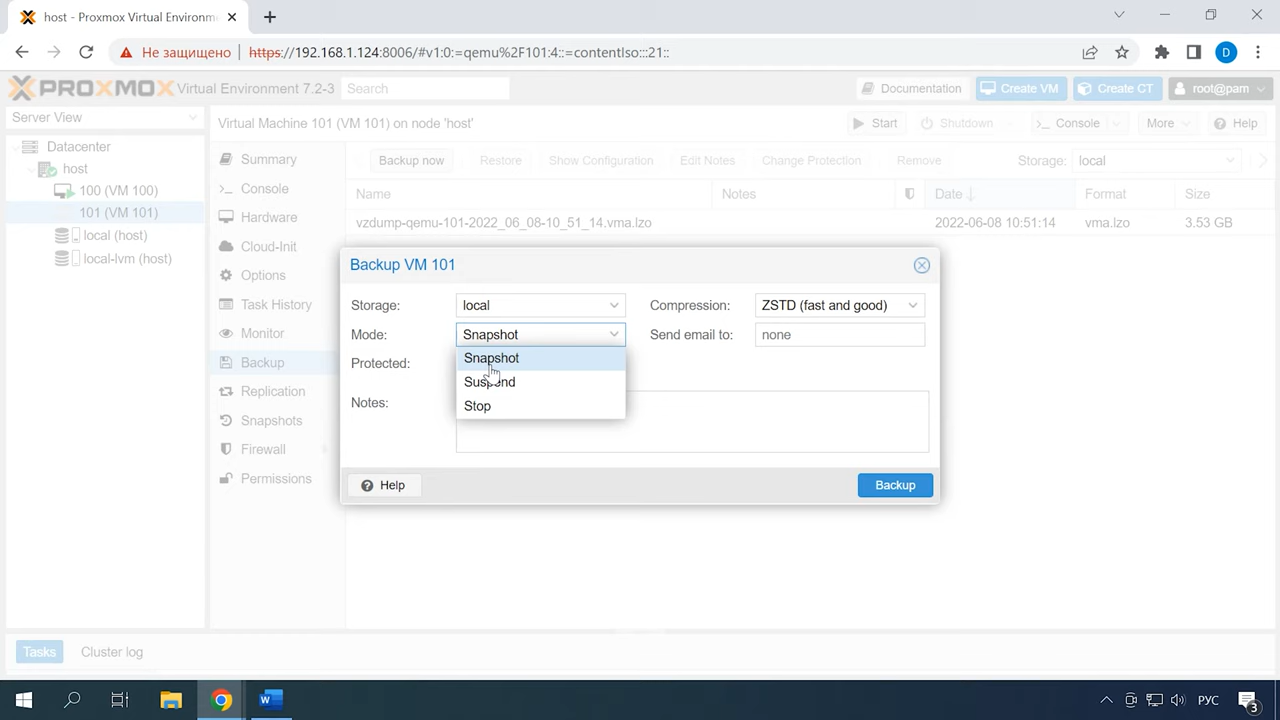 host - Proxmox Virtual Environm
Не защищено https://192.168.1.124:8006/#v1:0:=qemu%2F101:4::=contentIso:::21::
D
PROXMOX Virtual Environment 7.2-3 Search Documentation Create VM Create CT root@pam
Server View Virtual Machine 101 (VM 101) on node 'host' Start Shutdown Console More Help
Datacenter
host
100 (VM 100)
101 (VM 101)
local (host)
local-lvm (host)
Summary
Console
Hardware
Cloud-Init
Options
Task History
Monitor
Backup
Replication
Snapshots
Firewall
Permissions
Backup now Restore Show Configuration Edit Notes Change Protection Remove Storage: local
Name Notes Date Format Size
vzdump-qemu-101-2022_06_08-10_51_14.vma.lzo 2022-06-08 10:51:14 vma.lzo 3.53 GB
Backup VM 101
Storage: local Compression: ZSTD (fast and good)
Mode: Snapshot Send email to: none
Snapshot
Protected:
Suspend
Notes:
Stop
Help Backup
Tasks Cluster log
W РУС 3